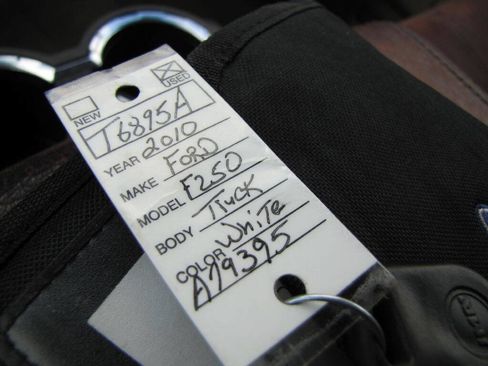 NEW USED
T6895A
YEAR 2010
MAKE FORD
MODEL F250
BODY TRUCK
COLOR WHITE
A79395